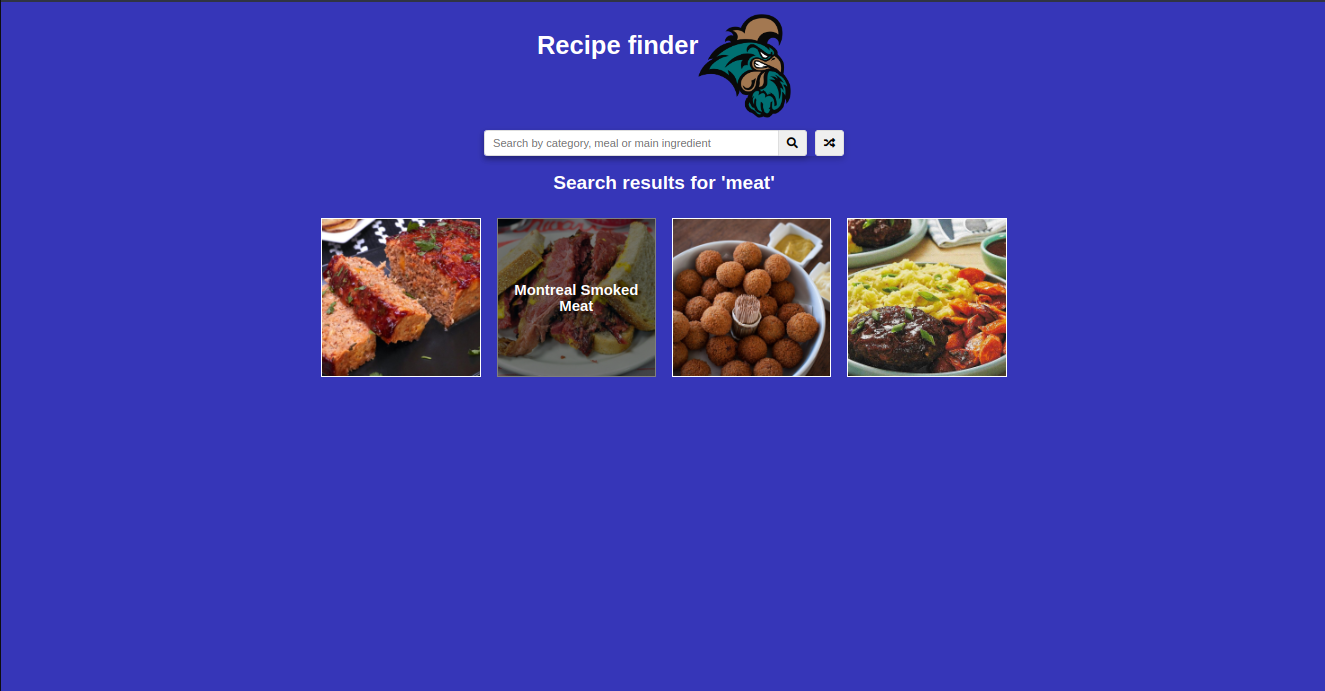 Recipe finder
Search by category, meal or main ingredient
Search results for 'meat'
Montreal Smoked
Meat